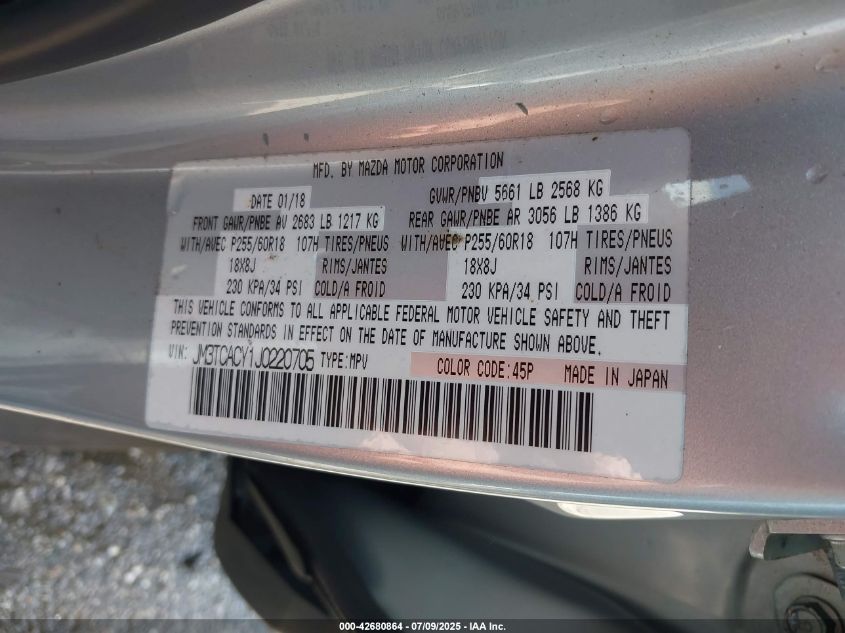 MFD. BY MAZDA MOTOR CORPORATION
DATE 01/18 GVWR/PNBV 5661 LB 2568 KG
FRONT GAWR/PNBE AV 2683 LB 1217 KG REAR GAWR/PNBE AR 3056 LB 1386 KG
WITH/AVEC P255/60R18 107H TIRES/PNEUS WITH/AVEC P255/60R18 107H TIRES/PNEUS
18X8J RIMS/JANTES 18X8J RIMS/JANTES
230 KPA/34 PSI COLD/A FROID 230 KPA/34 PSI COLD/A FROID
THIS VEHICLE CONFORMS TO ALL APPLICABLE FEDERAL MOTOR VEHICLE SAFETY AND THEFT
PREVENTION STANDARDS IN EFFECT ON THE DATE OF MANUFACTURE SHOWN ABOVE.
VIN: JM3TCACY1J0220705 TYPE:MPV COLOR CODE:45P MADE IN JAPAN
000-42680864 - 07/09/2025 - IAA Inc.